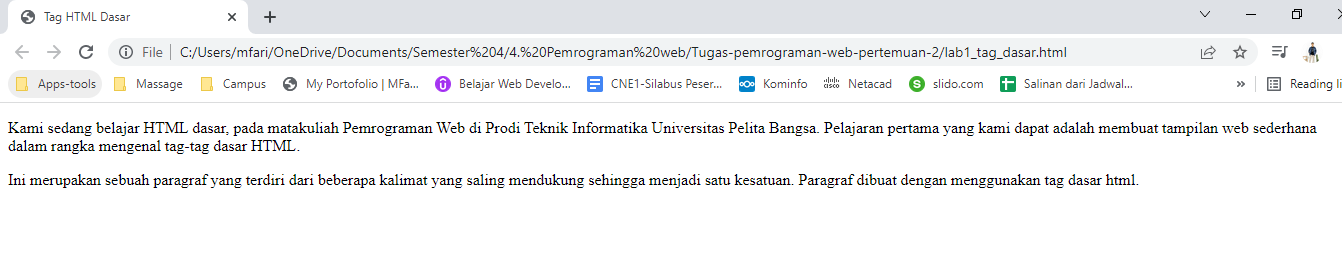 Tag HTML Dasar
File | C:/Users/mfari/OneDrive/Documents/Semester%204/4.%20Pemrograman%20web/Tugas-pemrograman-web-pertemuan-2/lab1_tag_dasar.html
Apps-tools Massage Campus My Portofolio | MFa... Belajar Web Develo... CNE1-Silabus Peser... Kominfo Netacad slido.com Salinan dari Jadwal... » Reading li
Kami sedang belajar HTML dasar, pada matakuliah Pemrograman Web di Prodi Teknik Informatika Universitas Pelita Bangsa. Pelajaran pertama yang kami dapat adalah membuat tampilan web sederhana
dalam rangka mengenal tag-tag dasar HTML.
Ini merupakan sebuah paragraf yang terdiri dari beberapa kalimat yang saling mendukung sehingga menjadi satu kesatuan. Paragraf dibuat dengan menggunakan tag dasar html.